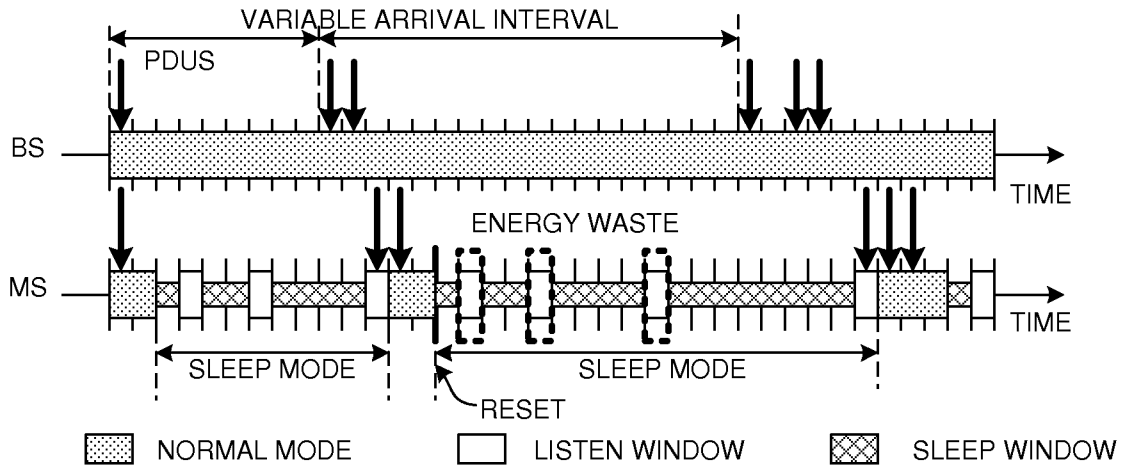 VARIABLE ARRIVAL INTERVAL
PDUS
BS
TIME
ENERGY WASTE
MS
TIME
SLEEP MODE
SLEEP MODE
RESET
NORMAL MODE
LISTEN WINDOW
SLEEP WINDOW